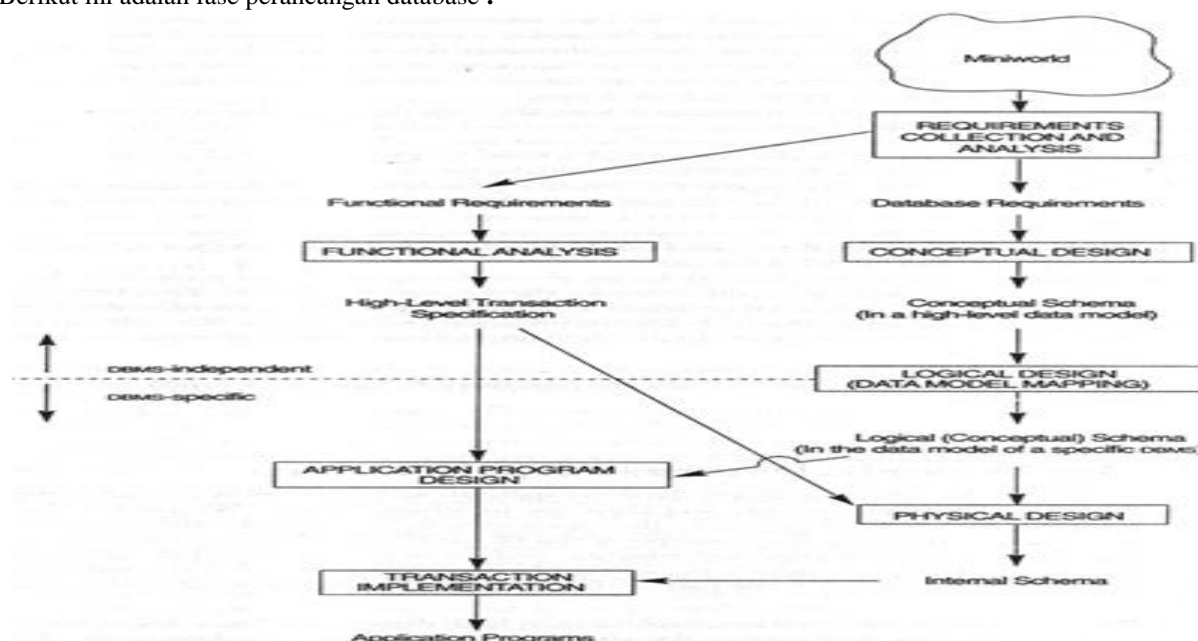 Berikut ini adalah fase perancangan database :
Miniworld
REQUIREMENTS
COLLECTION AND
ANALYSIS
Functional Requirements
Database Requirements
FUNCTIONAL ANALYSIS
CONCEPTUAL DESIGN
High-Level Transaction
Specification
Conceptual Schema
(In a high-level data model)
DBMS-independent
DBMS-specific
LOGICAL DESIGN
(DATA MODEL MAPPING)
Logical (Conceptual) Schema
(In the data model of a specific DBMS)
APPLICATION PROGRAM
DESIGN
PHYSICAL DESIGN
TRANSACTION
IMPLEMENTATION
Internal Schema
Application Programs